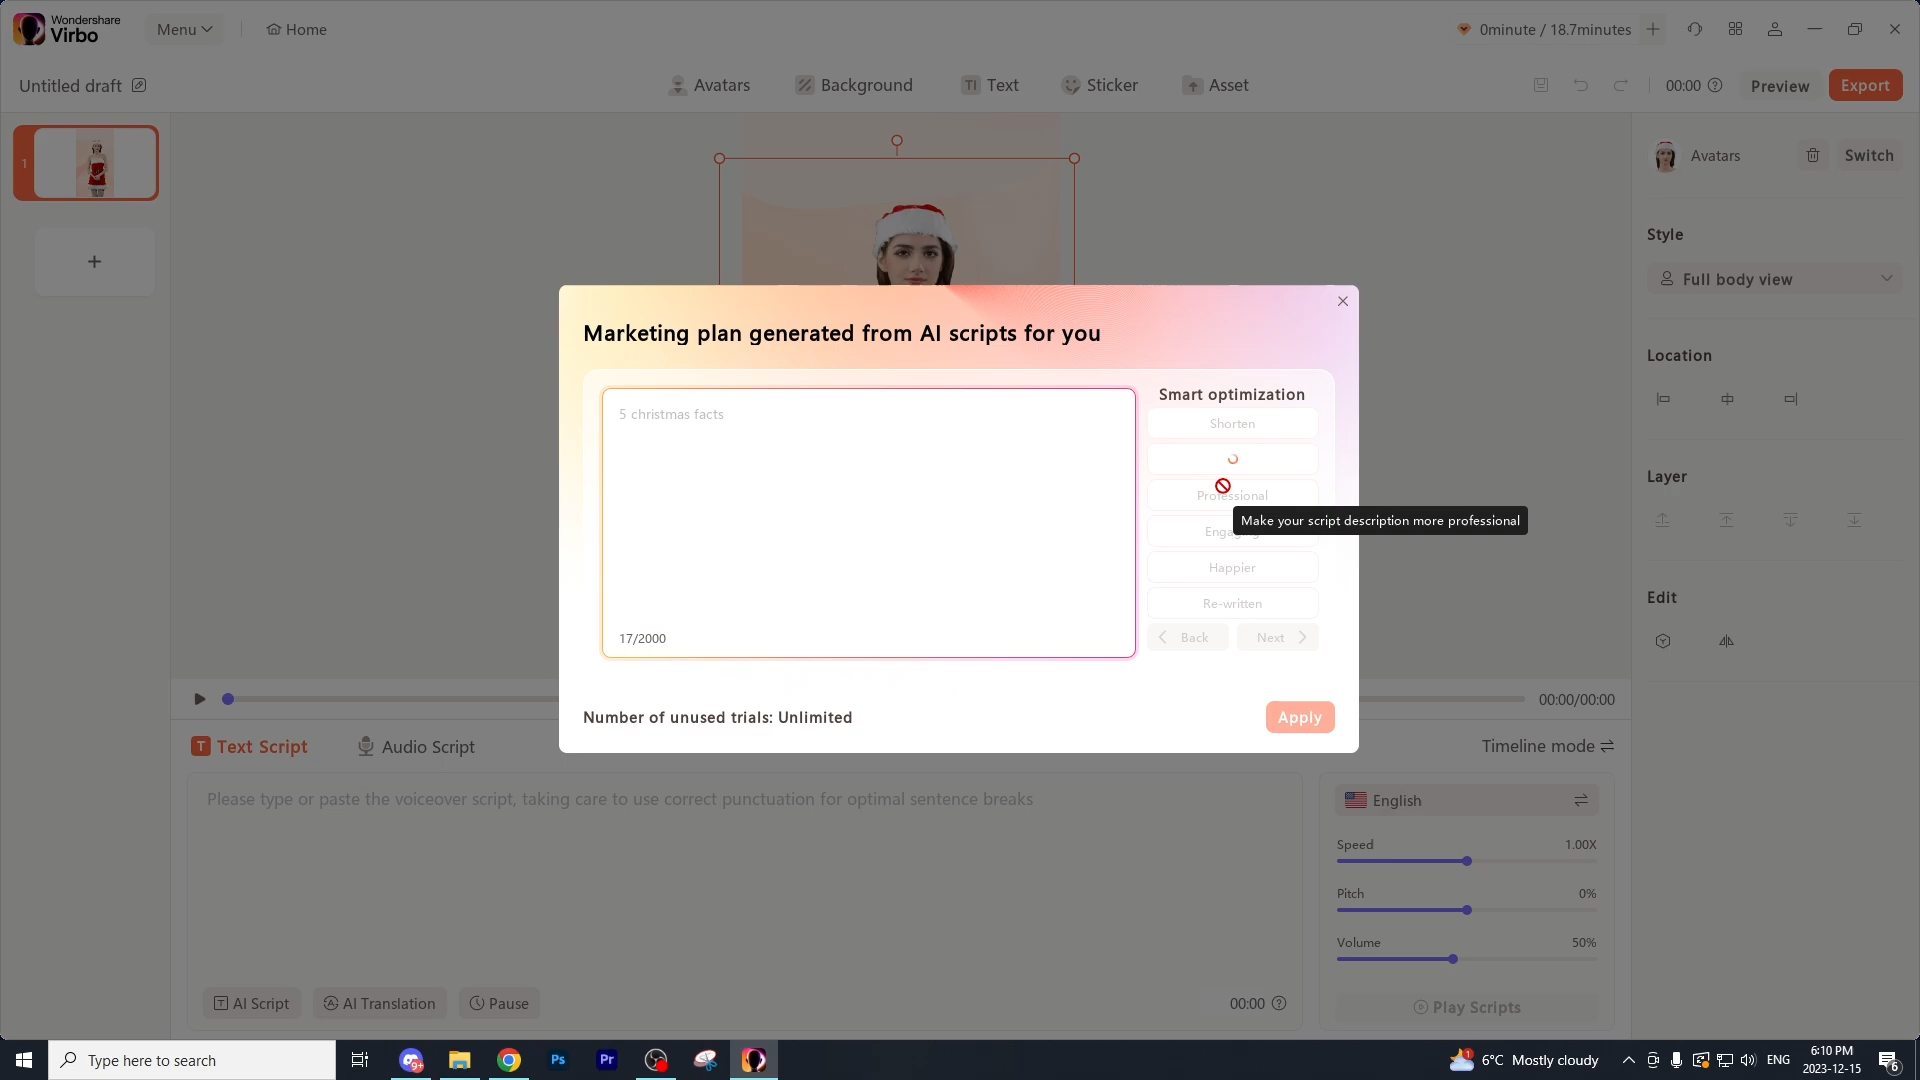 Wondershare
Virbo
Menu
Home
0minute / 18.7minutes
Untitled draft
Avatars
Background
Text
Sticker
Asset
00:00
Preview
Export
1
Avatars
Switch
Style
Full body view
Location
Layer
Edit
Marketing plan generated from AI scripts for you
5 christmas facts
17/2000
Smart optimization
Shorten
Professional
Make your script description more professional
Happier
Re-written
Back
Next
Number of unused trials: Unlimited
Apply
00:00/00:00
T Text Script
Audio Script
Timeline mode
Please type or paste the voiceover script, taking care to use correct punctuation for optimal sentence breaks
English
Speed 1.00X
Pitch 0%
Volume 50%
AI Script
AI Translation
Pause
00:00
Play Scripts
Type here to search
9+
Ps
Pr
1
6°C Mostly cloudy
ENG
6:10 PM
2023-12-15
6